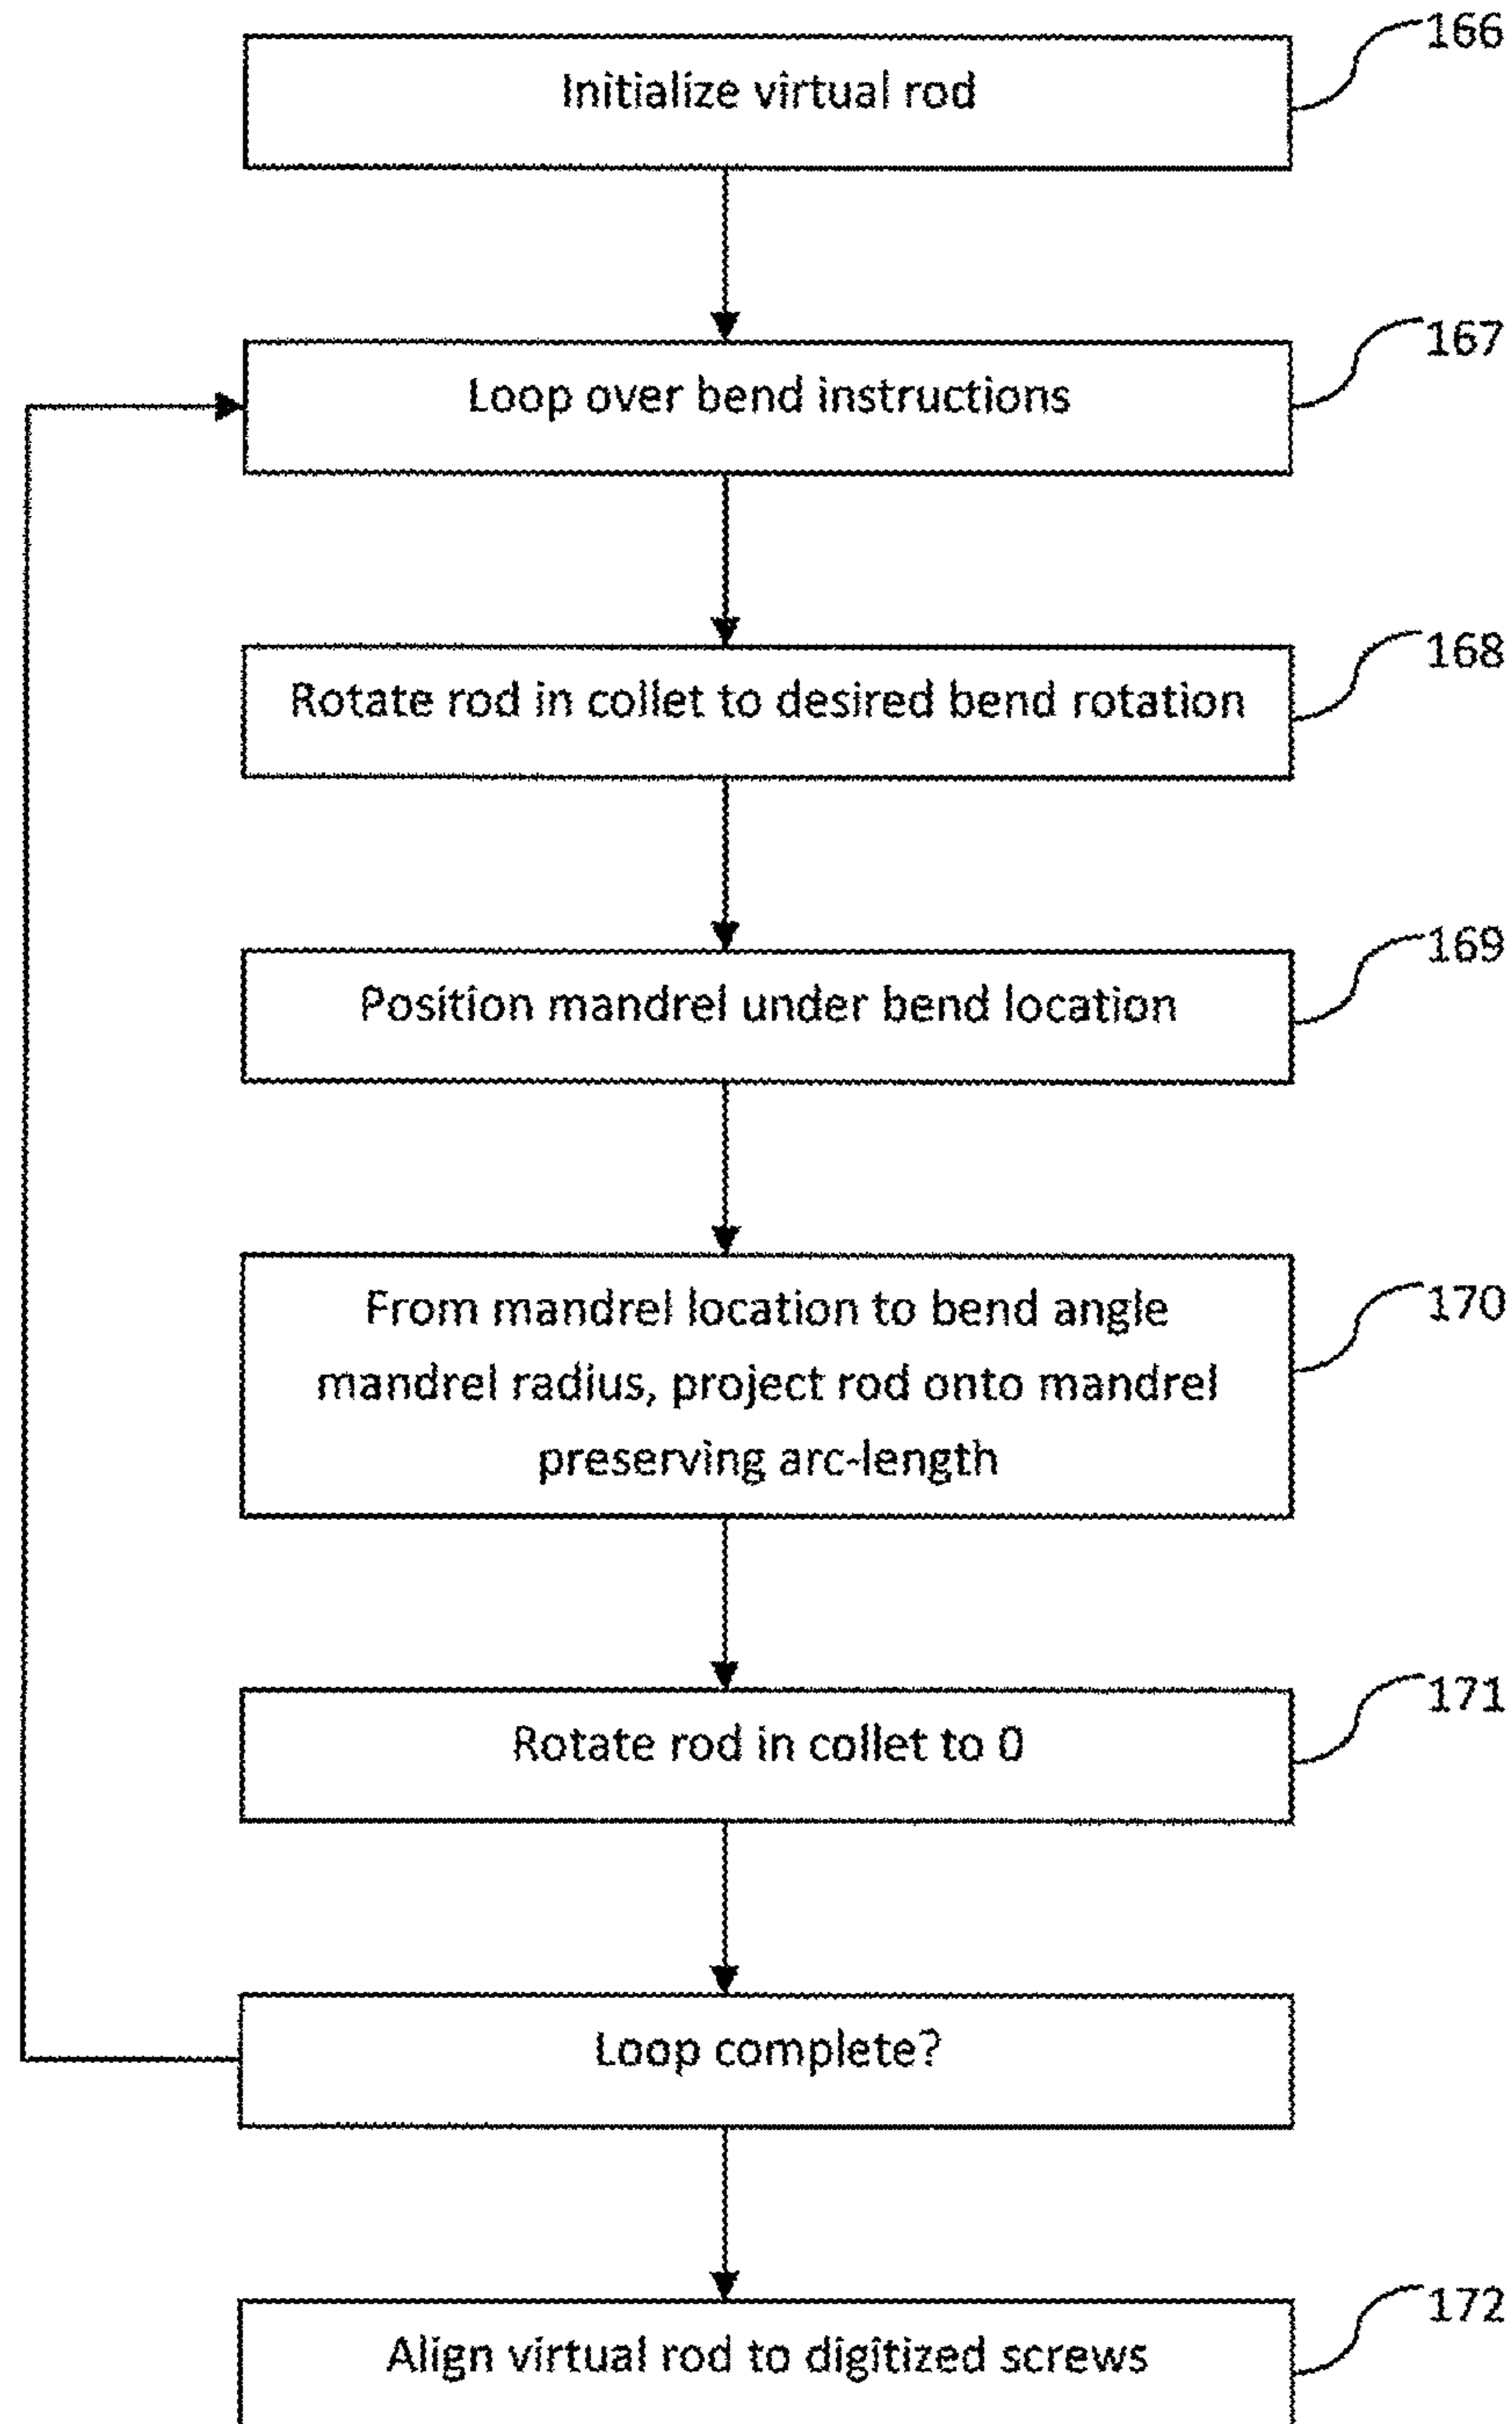 166
Initialize virtual rod
167
Loop over bend instructions
168
Rotate rod in collet to desired bend rotation
169
Position mandrel under bend location
170
From mandrel location to bend angle
mandrel radius, project rod onto mandrel
preserving arc-length
171
Rotate rod in collet to 0
Loop complete?
172
Align virtual rod to digitized screws